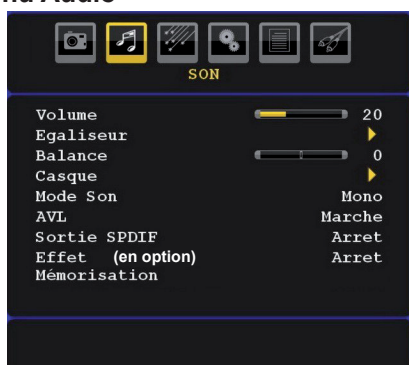 Menu Audio
SON
Volume 20
Egaliseur
Balance 0
Casque
Mode Son Mono
AVL Marche
Sortie SPDIF Arret
Effet (en option) Arret
Mémorisation